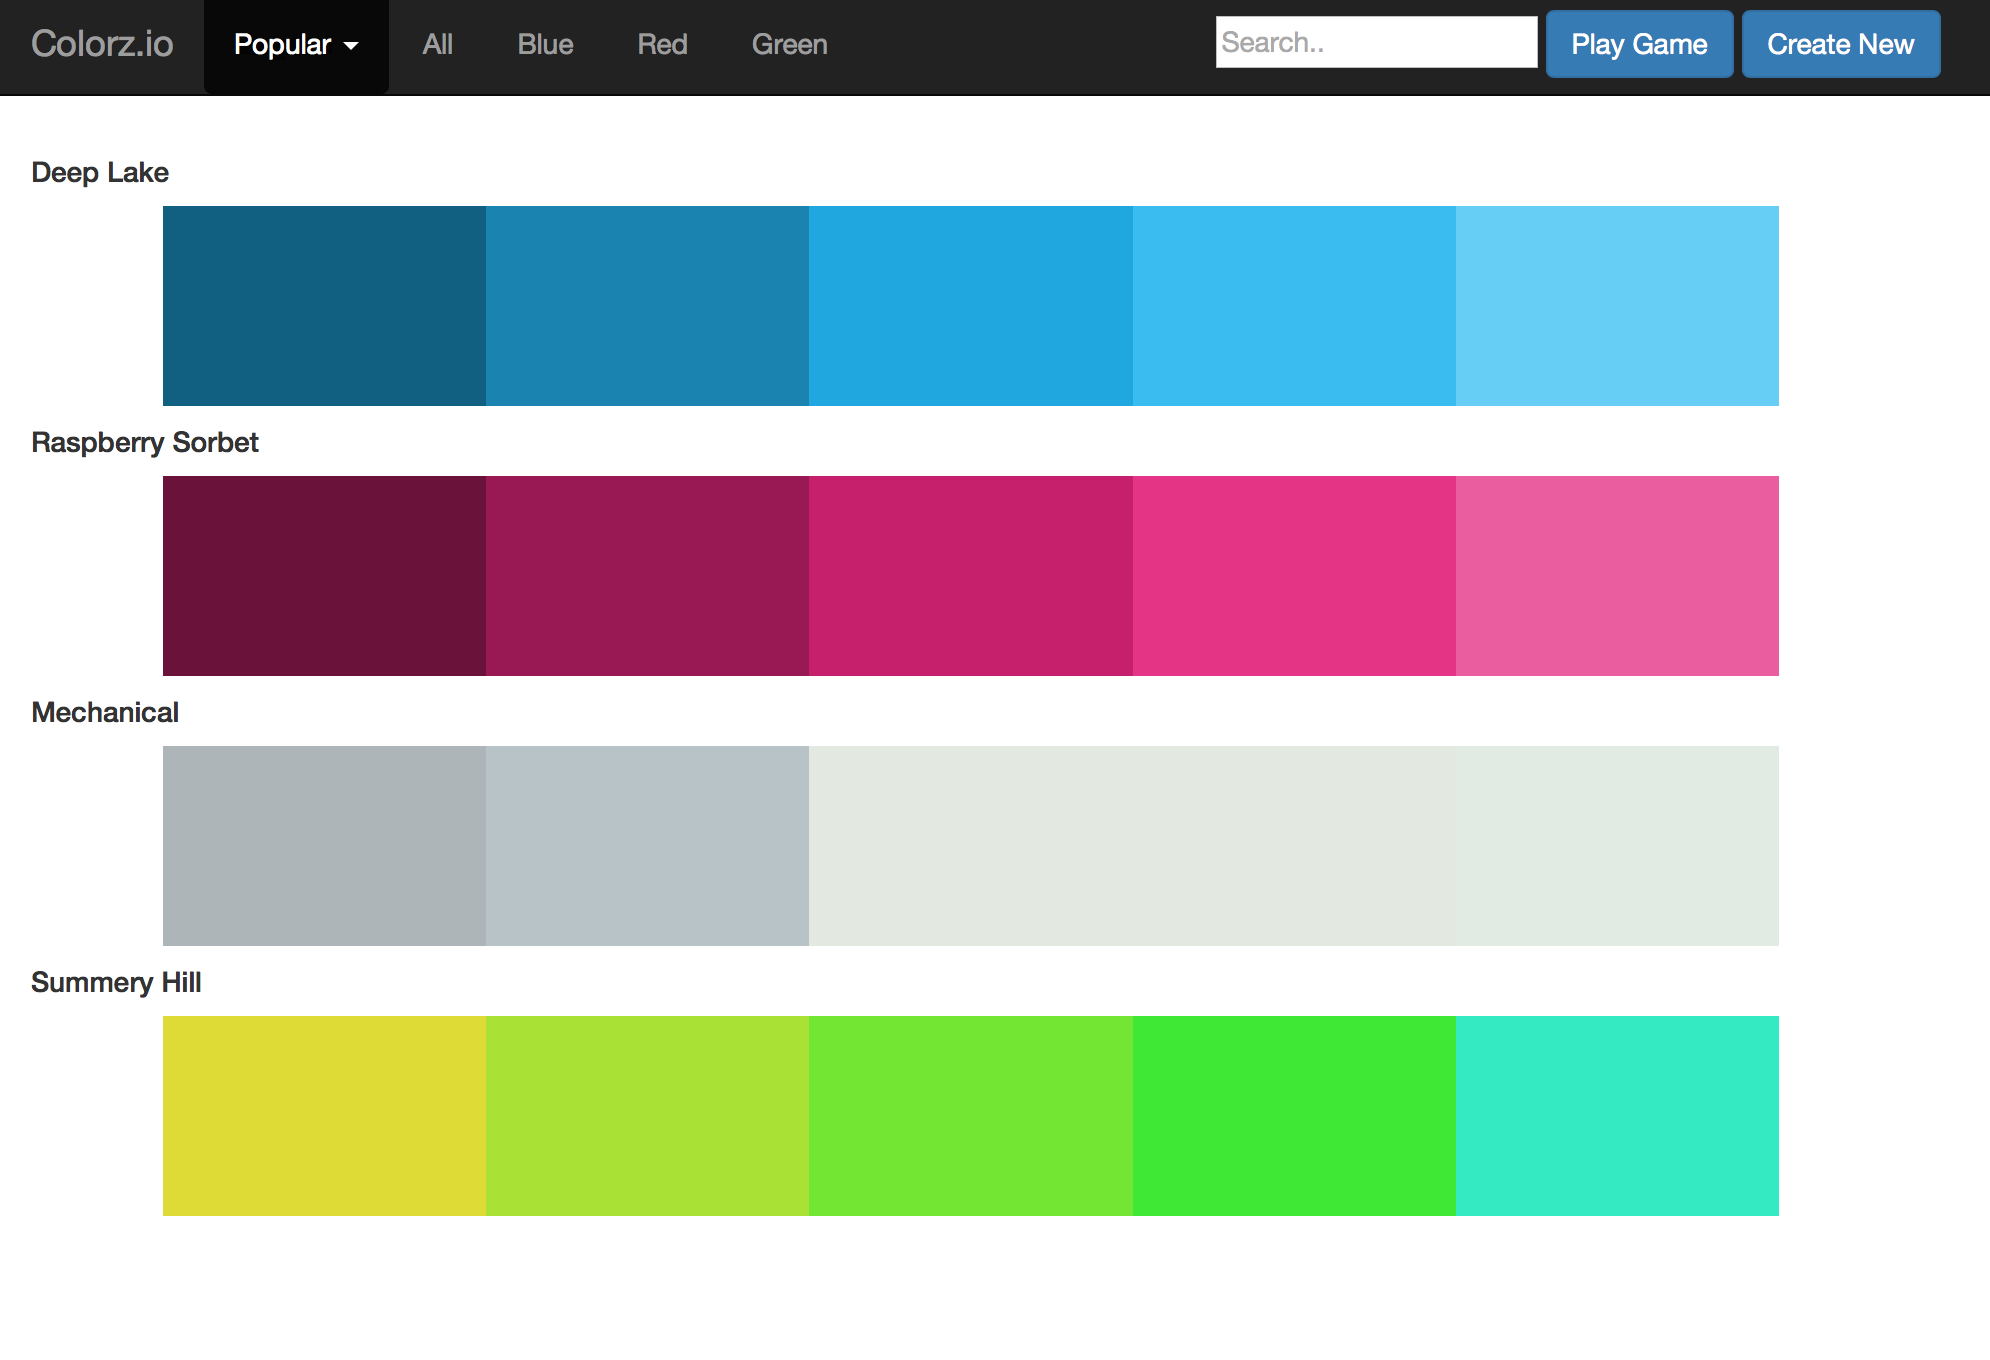 Colorz.io Popular All Blue Red Green Search.. Play Game Create New
Deep Lake
Raspberry Sorbet
Mechanical
Summery Hill